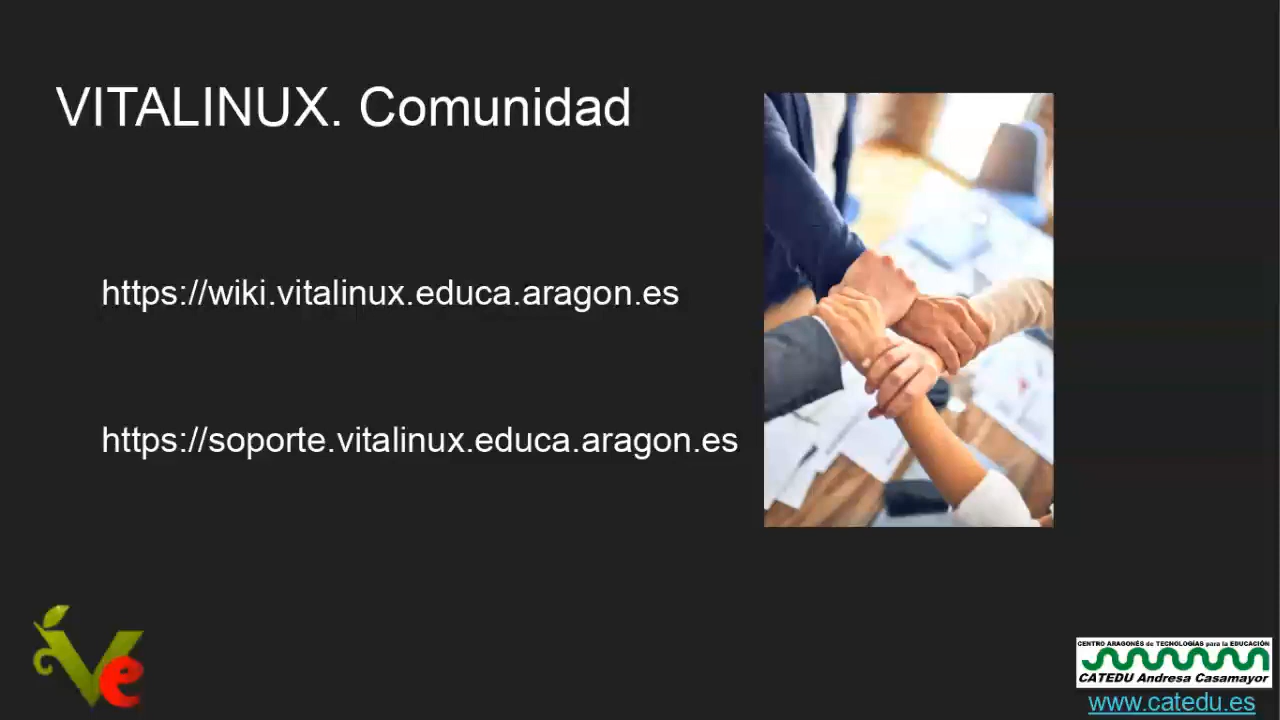 VITALINUX. Comunidad
https://wiki.vitalinux.educa.aragon.es
https://soporte.vitalinux.educa.aragon.es
Ve
CENTRO ARAGONÉS de TECNOLOGÍAS para la EDUCACIÓN
CATEDU Andresa Casamayor
www.catedu.es